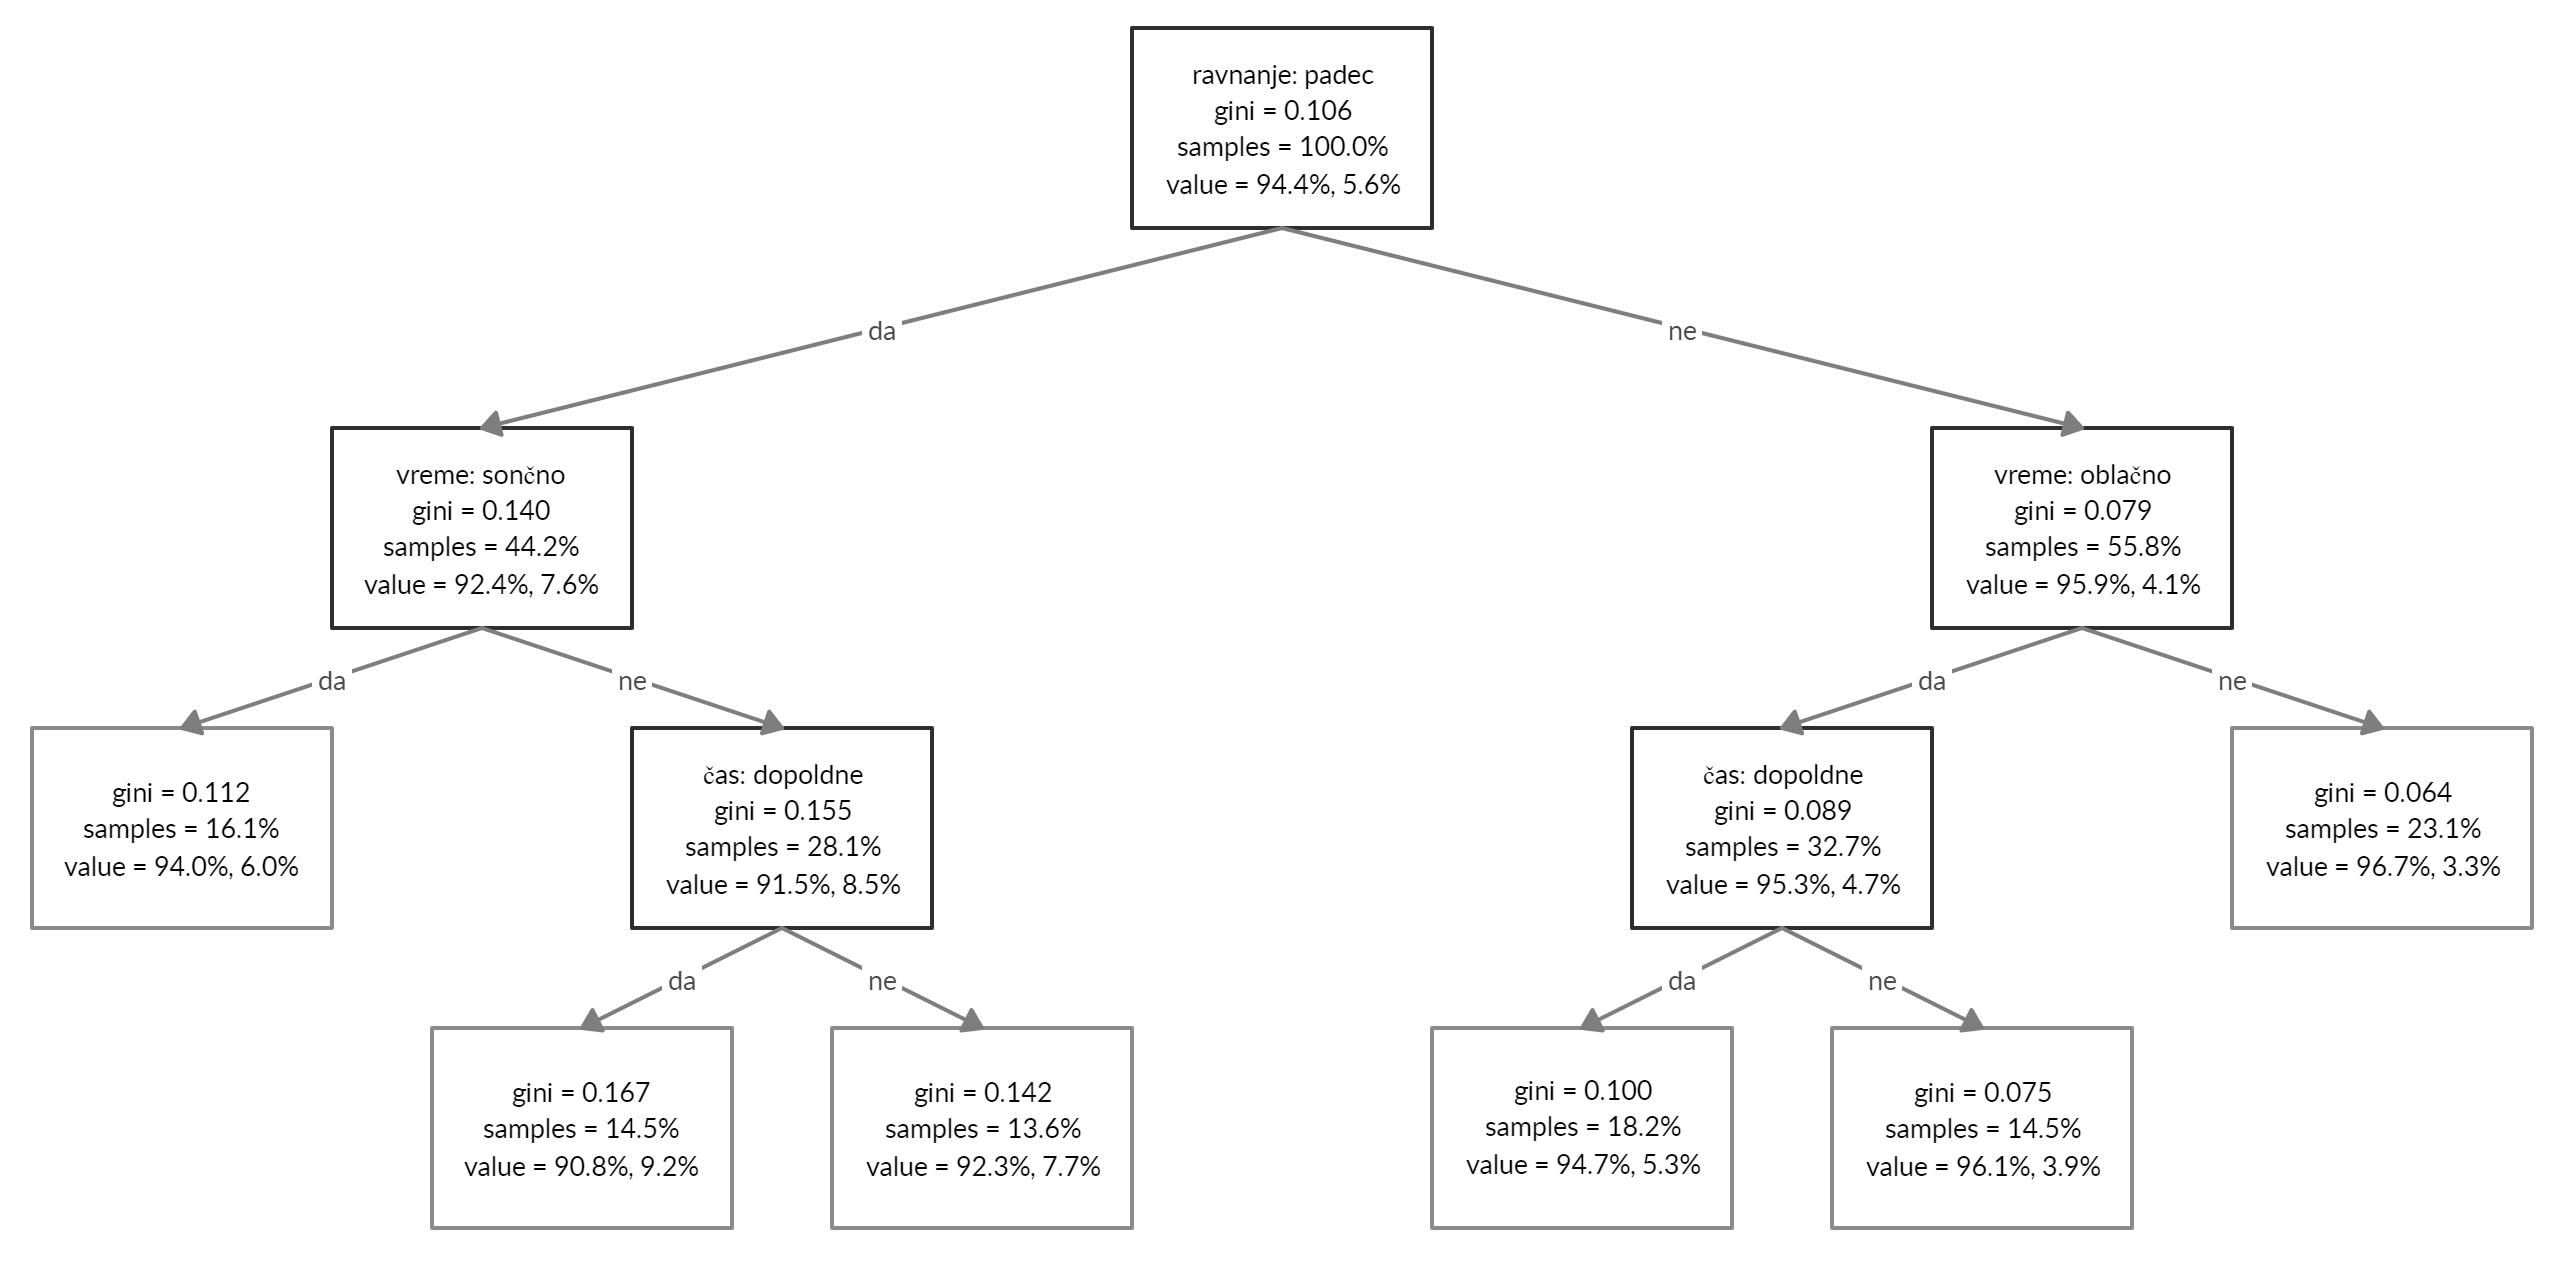 ravnanje: padec
gini = 0.106
samples = 100.0%
value = 94.4%, 5.6%
da
ne
vreme: sončno
gini = 0.140
samples = 44.2%
value = 92.4%, 7.6%
vreme: oblačno
gini = 0.079
samples = 55.8%
value = 95.9%, 4.1%
da
ne
da
ne
gini = 0.112
samples = 16.1%
value = 94.0%, 6.0%
čas: dopoldne
gini = 0.155
samples = 28.1%
value = 91.5%, 8.5%
čas: dopoldne
gini = 0.089
samples = 32.7%
value = 95.3%, 4.7%
gini = 0.064
samples = 23.1%
value = 96.7%, 3.3%
da
ne
da
ne
gini = 0.167
samples = 14.5%
value = 90.8%, 9.2%
gini = 0.142
samples = 13.6%
value = 92.3%, 7.7%
gini = 0.100
samples = 18.2%
value = 94.7%, 5.3%
gini = 0.075
samples = 14.5%
value = 96.1%, 3.9%